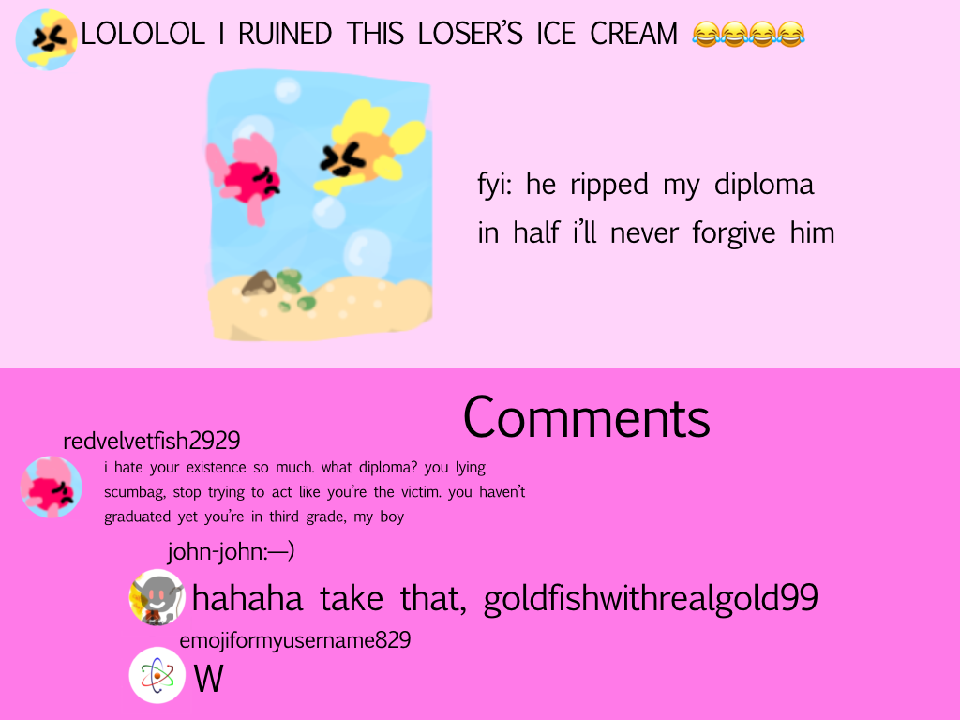 LOLOLOL I RUINED THIS LOSER'S ICE CREAM 😂😂😂😂
fyi: he ripped my diploma
in half i'll never forgive him
Comments
redvelvetfish2929
i hate your existence so much. what diploma? you lying
scumbag, stop trying to act like you're the victim. you haven't
graduated yet you're in third grade, my boy
john-john:—)
hahaha take that, goldfishwithrealgold99
emojiformyusername829
W